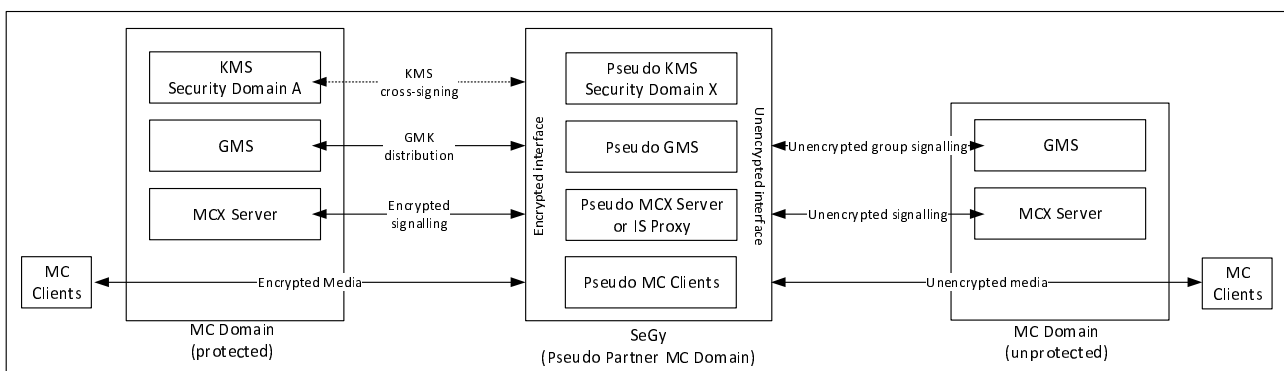 KMS
Security Domain A
GMS
MCX Server
MC
Clients
MC Domain
(protected)
KMS
cross-signing
GMK
distribution
Encrypted
signalling
Encrypted Media
Encrypted interface
Pseudo KMS
Security Domain X
Pseudo GMS
Pseudo MCX Server
or IS Proxy
Pseudo MC Clients
Unencrypted interface
SeGy
(Pseudo Partner MC Domain)
Unencrypted group signalling
Unencrypted signalling
Unencrypted media
GMS
MCX Server
MC Domain
(unprotected)
MC
Clients